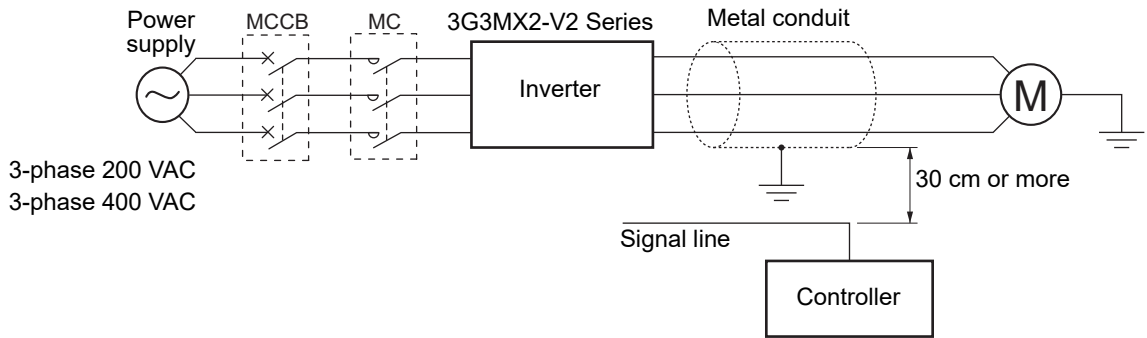 Power
supply
MCCB
MC
3G3MX2-V2 Series
Metal conduit
Inverter
M
3-phase 200 VAC
3-phase 400 VAC
30 cm or more
Signal line
Controller